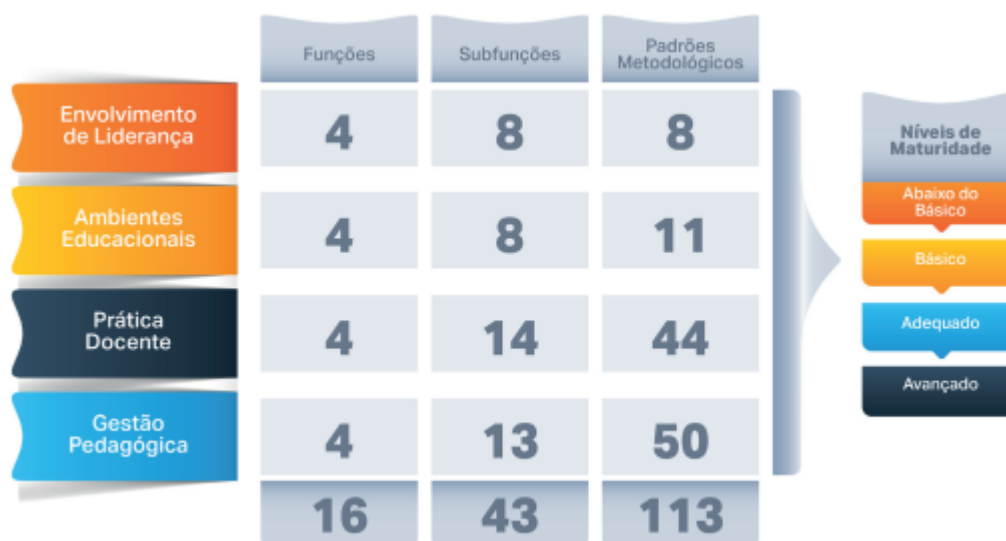 Funções
Subfunções
Padrões
Metodológicos
Envolvimento
de Liderança
4
8
8
Ambientes
Educacionais
4
8
11
Prática
Docente
4
14
44
Gestão
Pedagógica
4
13
50
16
43
113
Níveis de
Maturidade
Abaixo do
Básico
Básico
Adequado
Avançado